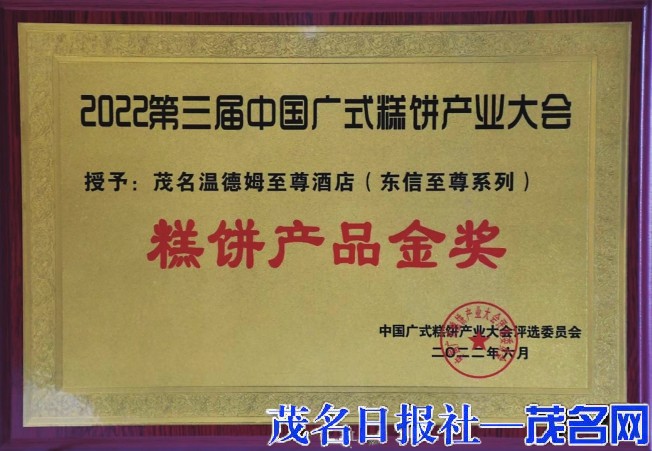 2022第三届中国广式糕饼产业大会
授予：茂名温德姆至尊酒店（东信至尊系列）
糕饼产品金奖
中国广式糕饼产业大会评选委员会
二〇二二年六月
茂名日报社—茂名网